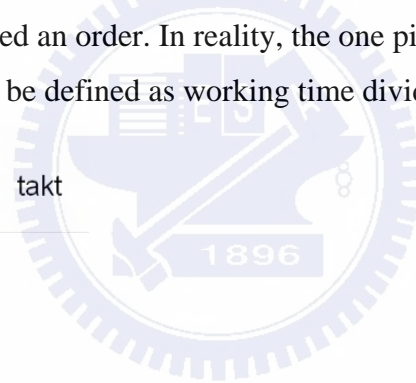 ed an order. In reality, the one pi
be defined as working time divi
takt
1896